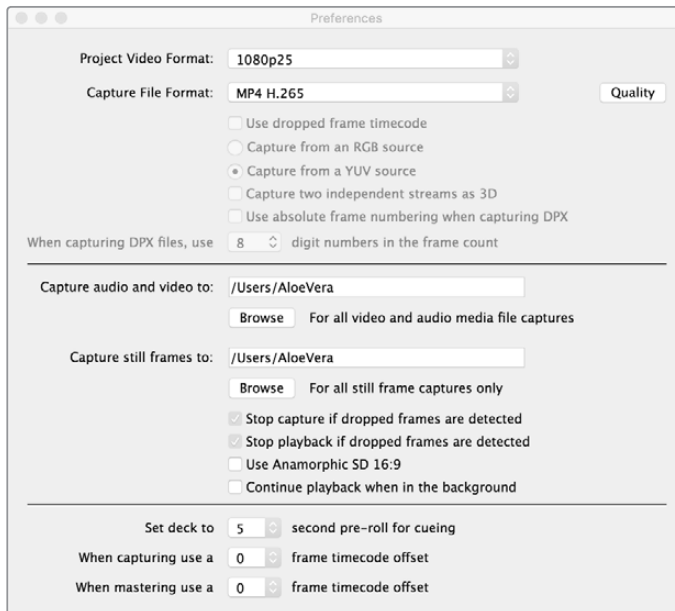 Preferences
Project Video Format: 1080p25
Capture File Format: MP4 H.265 Quality
Use dropped frame timecode
Capture from an RGB source
Capture from a YUV source
Capture two independent streams as 3D
Use absolute frame numbering when capturing DPX
When capturing DPX files, use 8 digit numbers in the frame count
Capture audio and video to: /Users/AloeVera
Browse For all video and audio media file captures
Capture still frames to: /Users/AloeVera
Browse For all still frame captures only
Stop capture if dropped frames are detected
Stop playback if dropped frames are detected
Use Anamorphic SD 16:9
Continue playback when in the background
Set deck to 5 second pre-roll for cueing
When capturing use a 0 frame timecode offset
When mastering use a 0 frame timecode offset